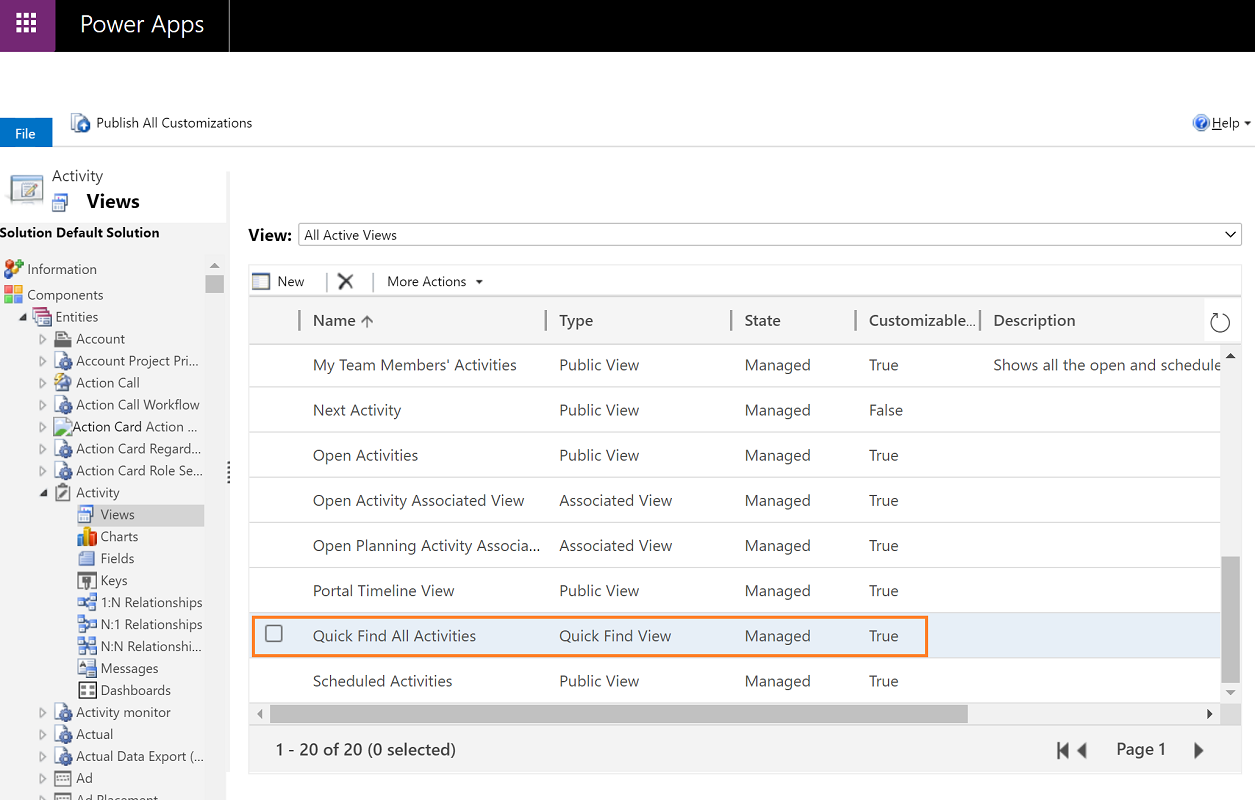 Power Apps
File
Publish All Customizations
Help
Activity
Views
Solution Default Solution
Information
Components
Entities
Account
Account Project Pri...
Action Call
Action Call Workflow
Action Card Action ...
Action Card Regard...
Action Card Role Se...
Activity
Views
Charts
Fields
Keys
1:N Relationships
N:1 Relationships
N:N Relationshi...
Messages
Dashboards
Activity monitor
Actual
Actual Data Export (...
Ad
Ad Placement
View: All Active Views
New More Actions
Name Type State Customizable... Description
My Team Members' Activities Public View Managed True Shows all the open and schedule
Next Activity Public View Managed False
Open Activities Public View Managed True
Open Activity Associated View Associated View Managed True
Open Planning Activity Associa... Associated View Managed True
Portal Timeline View Public View Managed True
Quick Find All Activities Quick Find View Managed True
Scheduled Activities Public View Managed True
1 - 20 of 20 (0 selected) Page 1